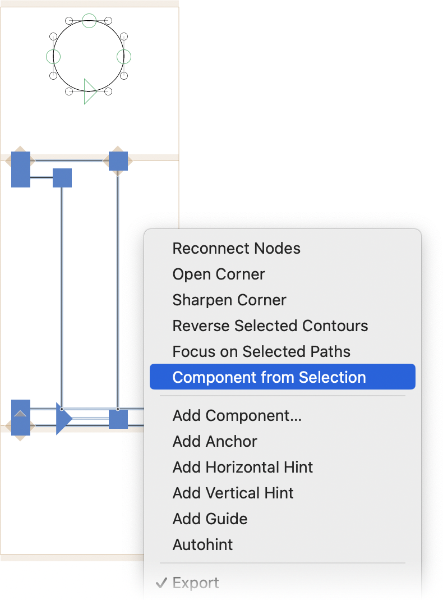 Reconnect Nodes
Open Corner
Sharpen Corner
Reverse Selected Contours
Focus on Selected Paths
Component from Selection
Add Component...
Add Anchor
Add Horizontal Hint
Add Vertical Hint
Add Guide
Autohint
✓ Export